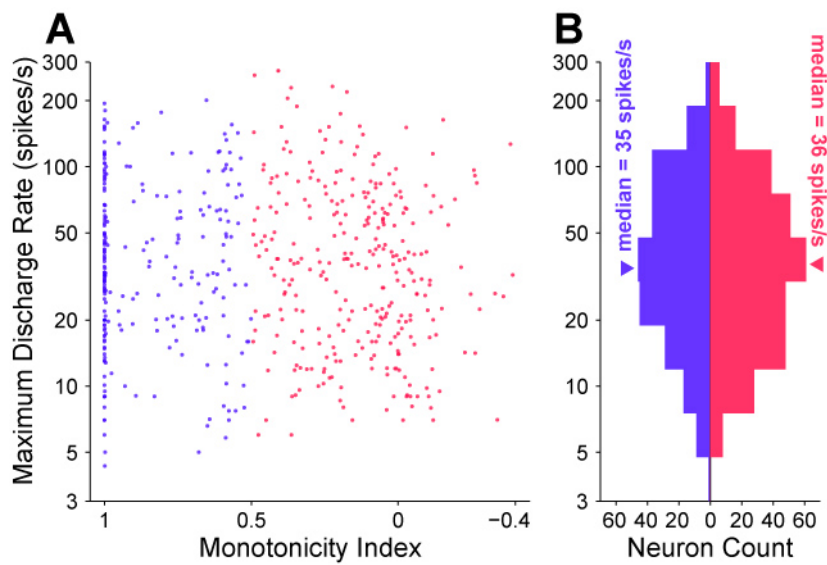 A
B
Maximum Discharge Rate (spikes/s)
300
200
100
50
20
10
5
3
1
0.5
0
−0.4
Monotonicity Index
300
200
100
50
20
10
5
3
median = 35 spikes/s
median = 36 spikes/s
60 40 20 0 20 40 60
Neuron Count